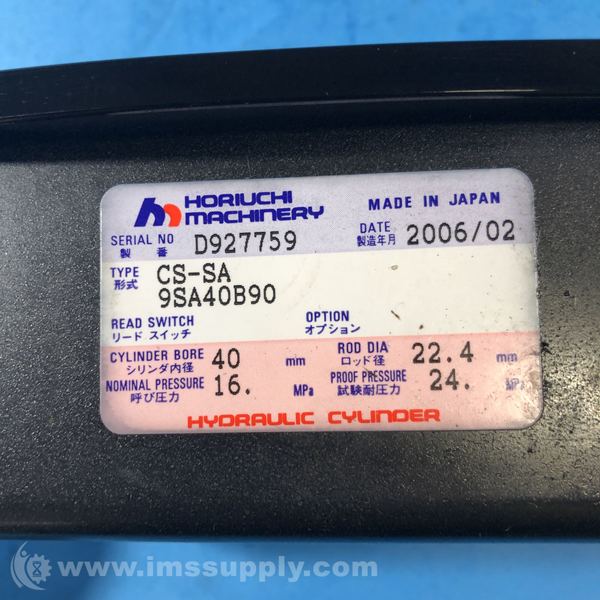 HORIUCHI
MACHINERY
MADE IN JAPAN
SERIAL NO D927759
製 番
DATE 2006/02
製造年月
TYPE CS-SA
形式 9SA40B90
READ SWITCH
リード スイッチ
OPTION
オプション
CYLINDER BORE 40 mm
シリンダ内径
ROD DIA 22.4 mm
ロッド径
NOMINAL PRESSURE 16. MPa
呼び圧力
PROOF PRESSURE 24. MPa
試験耐圧力
HYDRAULIC CYLINDER
www.imssupply.com